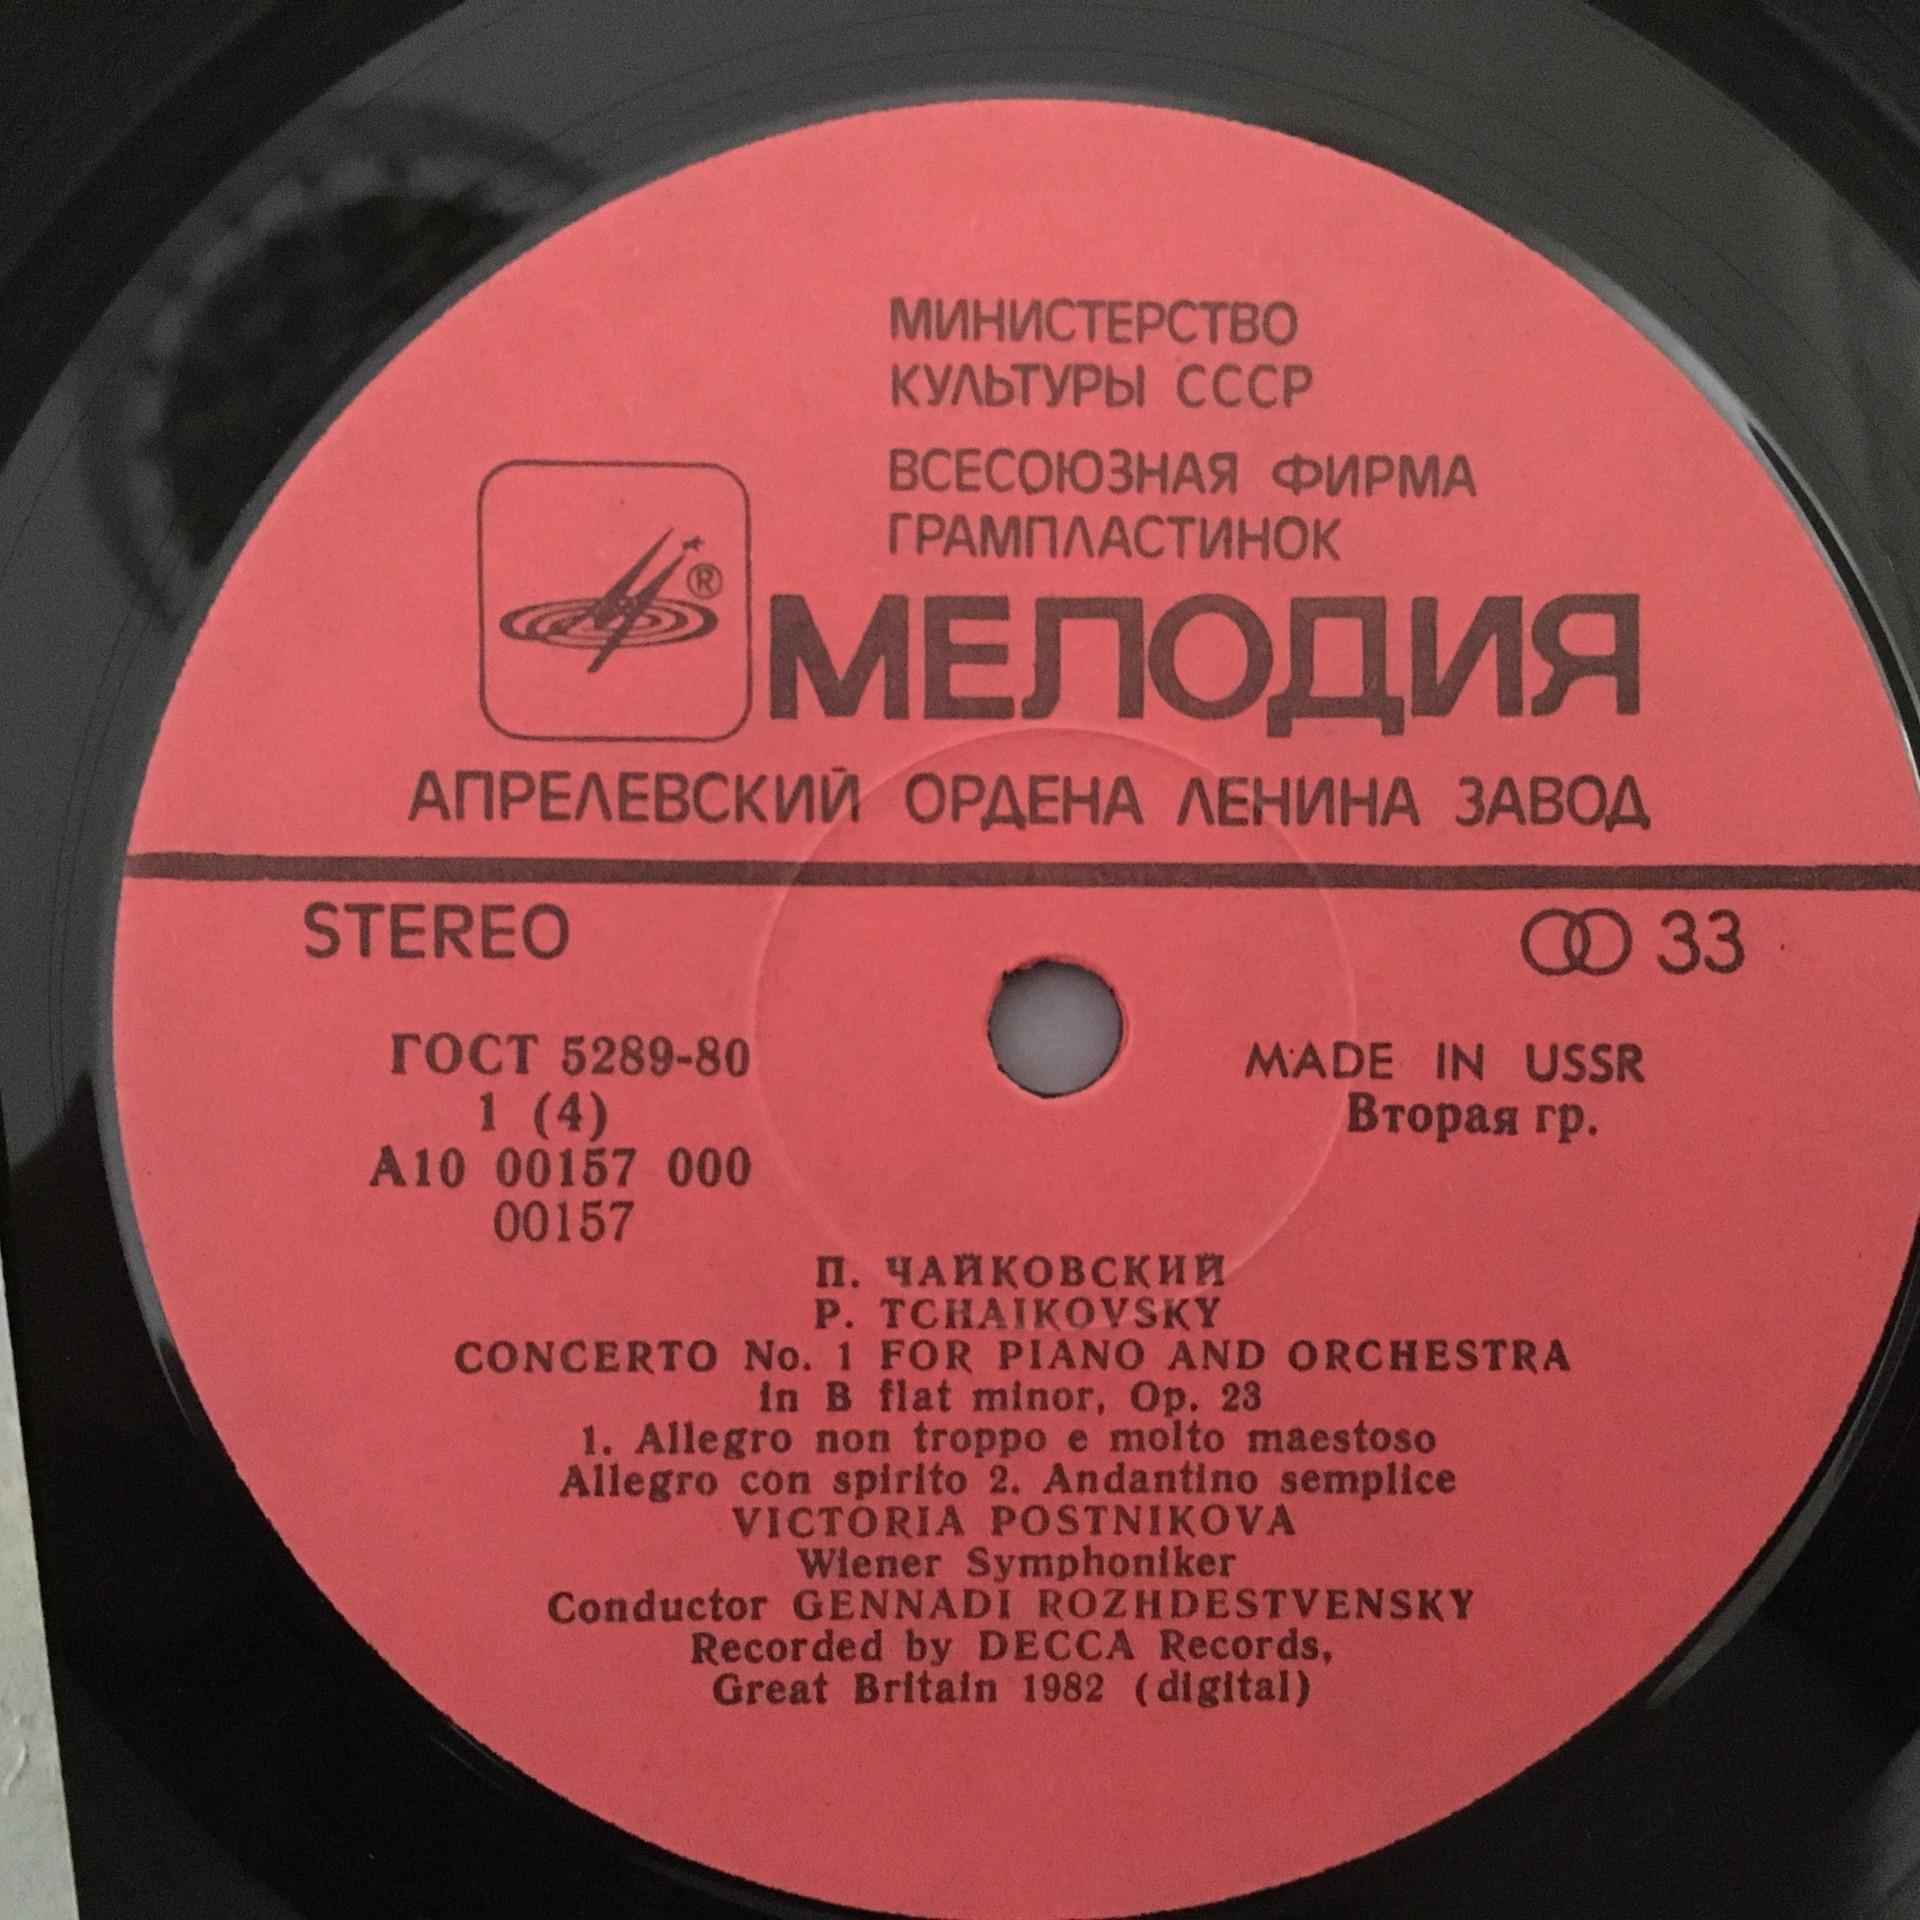 МИНИСТЕРСТВО
КУЛЬТУРЫ СССР
ВСЕСОЮЗНАЯ ФИРМА
ГРАМПЛАСТИНОК
®
МЕЛОДИЯ
АПРЕЛЕВСКИЙ ОРДЕНА ЛЕНИНА ЗАВОД
STEREO
33
ГОСТ 5289-80
1 (4)
А10 00157 000
00157
MADE IN USSR
Вторая гр.
П. ЧАЙКОВСКИЙ
P. TCHAIKOVSKY
CONCERTO No. 1 FOR PIANO AND ORCHESTRA
in B flat minor, Op. 23
1. Allegro non troppo e molto maestoso
Allegro con spirito 2. Andantino semplice
VICTORIA POSTNIKOVA
Wiener Symphoniker
Conductor GENNADI ROZHDESTVENSKY
Recorded by DECCA Records,
Great Britain 1982 (digital)